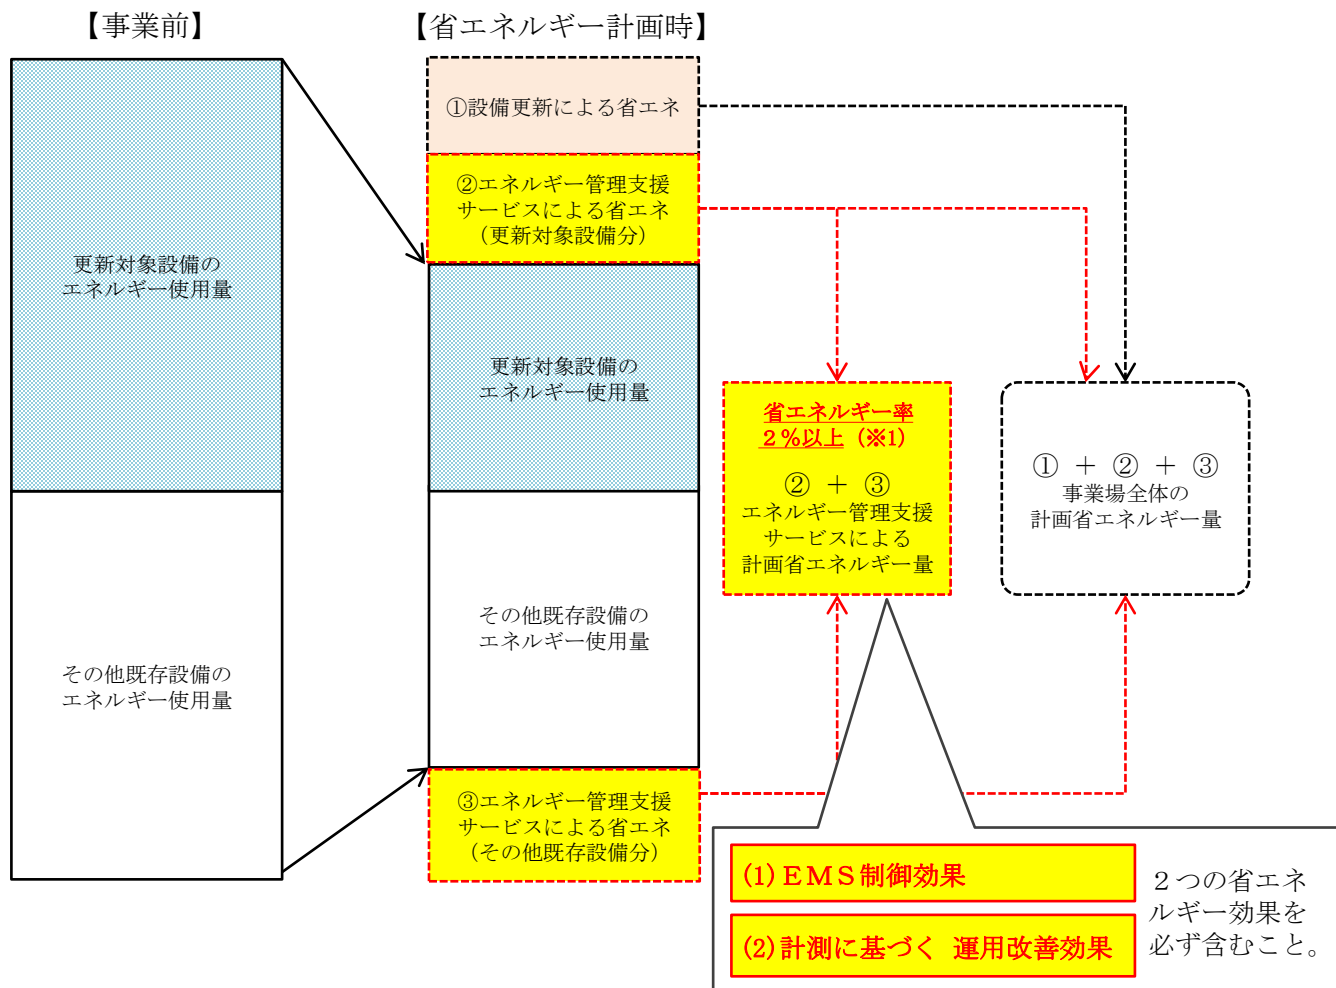 【事業前】
【省エネルギー計画時】
更新対象設備の
エネルギー使用量
その他既存設備の
エネルギー使用量
①設備更新による省エネ
②エネルギー管理支援
サービスによる省エネ
（更新対象設備分）
更新対象設備の
エネルギー使用量
その他既存設備の
エネルギー使用量
③エネルギー管理支援
サービスによる省エネ
（その他既存設備分）
省エネルギー率
２％以上（※1）
② ＋ ③
エネルギー管理支援
サービスによる
計画省エネルギー量
① ＋ ② ＋ ③
事業場全体の
計画省エネルギー量
(1) ＥＭＳ制御効果
(2) 計測に基づく 運用改善効果
２つの省エネ
ルギー効果を
必ず含むこと。